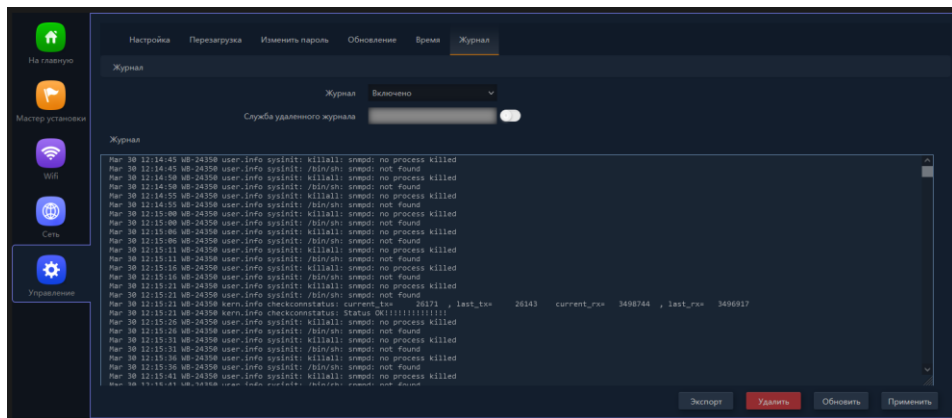 На главную
Мастер установки
Wifi
Сеть
Управление
Настройка Перезагрузка Изменить пароль Обновление Время Журнал
Журнал
Журнал Включено
Служба удаленного журнала
Журнал
Mar 30 12:14:45 WB-24350 user.info sysinit: killall: snmpd: no process killed
Mar 30 12:14:45 WB-24350 user.info sysinit: /bin/sh: snmpd: not found
Mar 30 12:14:50 WB-24350 user.info sysinit: killall: snmpd: no process killed
Mar 30 12:14:50 WB-24350 user.info sysinit: /bin/sh: snmpd: not found
Mar 30 12:14:55 WB-24350 user.info sysinit: killall: snmpd: no process killed
Mar 30 12:14:55 WB-24350 user.info sysinit: /bin/sh: snmpd: not found
Mar 30 12:15:00 WB-24350 user.info sysinit: killall: snmpd: no process killed
Mar 30 12:15:00 WB-24350 user.info sysinit: /bin/sh: snmpd: not found
Mar 30 12:15:06 WB-24350 user.info sysinit: killall: snmpd: no process killed
Mar 30 12:15:06 WB-24350 user.info sysinit: /bin/sh: snmpd: not found
Mar 30 12:15:11 WB-24350 user.info sysinit: killall: snmpd: no process killed
Mar 30 12:15:11 WB-24350 user.info sysinit: /bin/sh: snmpd: not found
Mar 30 12:15:16 WB-24350 user.info sysinit: killall: snmpd: no process killed
Mar 30 12:15:16 WB-24350 user.info sysinit: /bin/sh: snmpd: not found
Mar 30 12:15:21 WB-24350 user.info sysinit: killall: snmpd: no process killed
Mar 30 12:15:21 WB-24350 user.info sysinit: /bin/sh: snmpd: not found
Mar 30 12:15:21 WB-24350 kern.info checkconnstatus: current_tx= 26171 , last_tx= 26143 current_rx= 3498744 , last_rx= 3496917
Mar 30 12:15:21 WB-24350 kern.info checkconnstatus: Status OK!!!!!!!!!!!!!!
Mar 30 12:15:26 WB-24350 user.info sysinit: killall: snmpd: no process killed
Mar 30 12:15:26 WB-24350 user.info sysinit: /bin/sh: snmpd: not found
Mar 30 12:15:31 WB-24350 user.info sysinit: killall: snmpd: no process killed
Mar 30 12:15:31 WB-24350 user.info sysinit: /bin/sh: snmpd: not found
Mar 30 12:15:36 WB-24350 user.info sysinit: killall: snmpd: no process killed
Mar 30 12:15:36 WB-24350 user.info sysinit: /bin/sh: snmpd: not found
Mar 30 12:15:41 WB-24350 user.info sysinit: killall: snmpd: no process killed
Mar 30 12:15:41 WB-24350 user.info sysinit: /bin/sh: snmpd: not found
Экспорт Удалить Обновить Применить